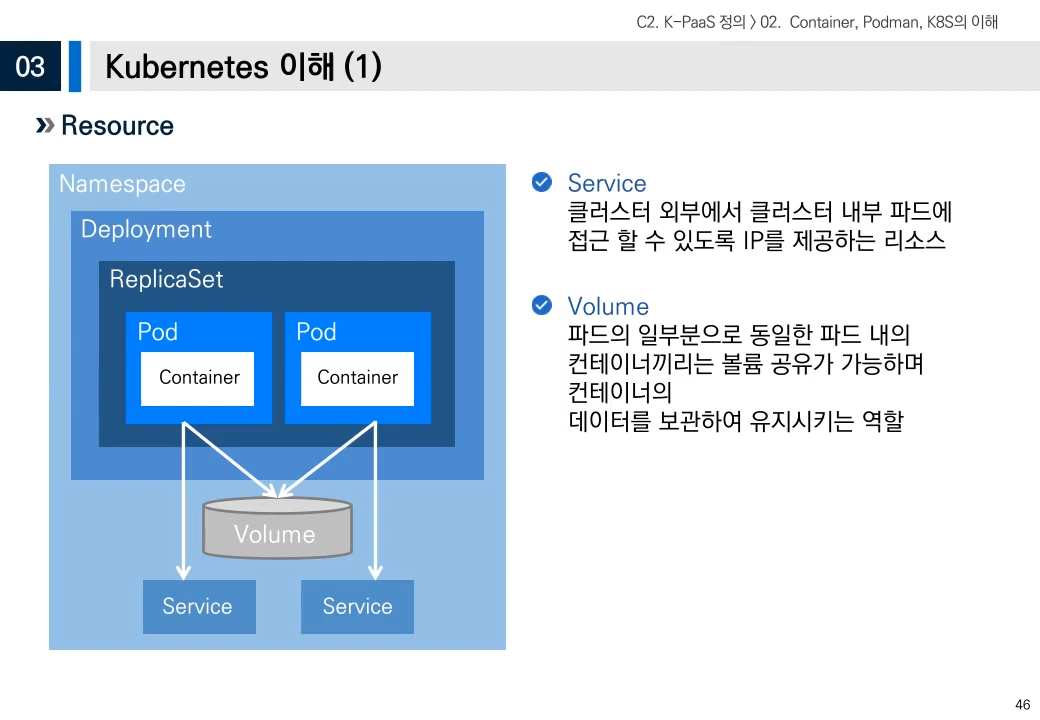 C2. K-PaaS 정의 > 02. Container, Podman, K8S의 이해
03
Kubernetes 이해 (1)
Resource
Namespace
Deployment
ReplicaSet
Pod
Pod
Container
Container
Volume
Service
Service
Service
클러스터 외부에서 클러스터 내부 파드에
접근 할 수 있도록 IP를 제공하는 리소스
Volume
파드의 일부분으로 동일한 파드 내의
컨테이너끼리는 볼륨 공유가 가능하며
컨테이너의
데이터를 보관하여 유지시키는 역할
46